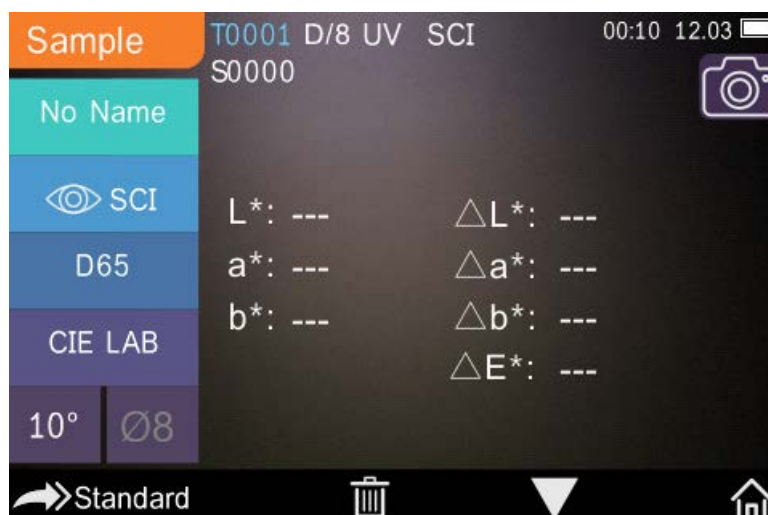 Sample
T0001 D/8 UV SCI 00:10 12.03
S0000
No Name
SCI
D65
CIE LAB
10° Ø8
L*: --- △L*: ---
a*: --- △a*: ---
b*: --- △b*: ---
△E*: ---
Standard